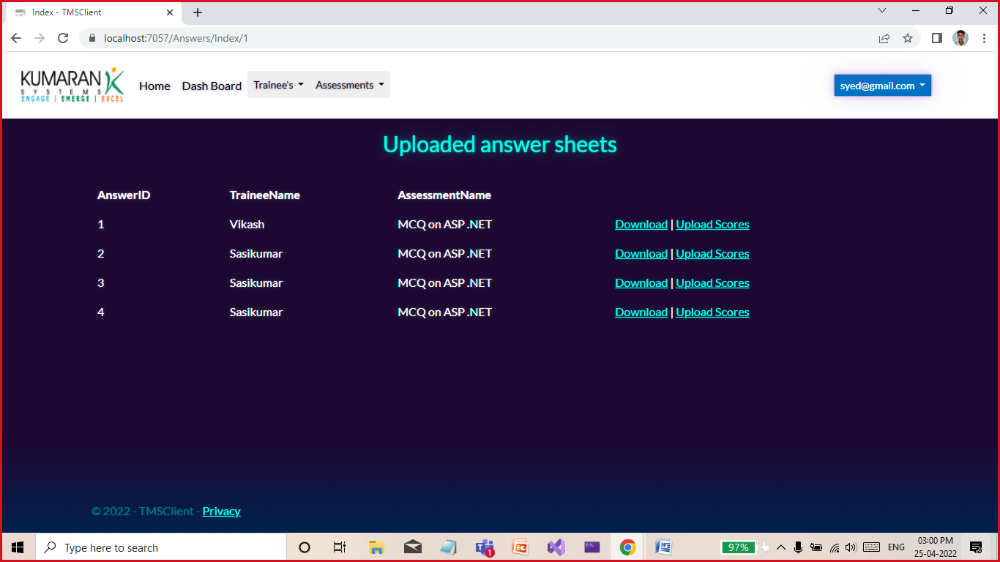 Index - TMSClient
localhost:7057/Answers/Index/1
KUMARAN
SYSTEMS
ENGAGE | EMERGE | EXCEL
Home Dash Board Trainee's Assessments
syed@gmail.com
Uploaded answer sheets
AnswerID TraineeName AssessmentName
1 Vikash MCQ on ASP .NET Download | Upload Scores
2 Sasikumar MCQ on ASP .NET Download | Upload Scores
3 Sasikumar MCQ on ASP .NET Download | Upload Scores
4 Sasikumar MCQ on ASP .NET Download | Upload Scores
© 2022 - TMSClient - Privacy
Type here to search
1
97%
ENG
03:00 PM
25-04-2022